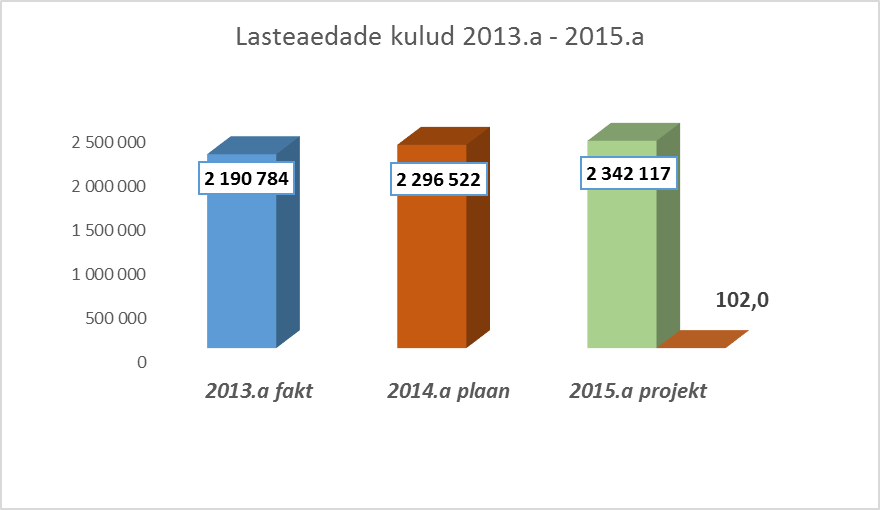 Lasteaedade kulud 2013.a - 2015.a
2 500 000
2 000 000
1 500 000
1 000 000
500 000
0
2 190 784
2 296 522
2 342 117
102,0
2013.a fakt
2014.a plaan
2015.a projekt